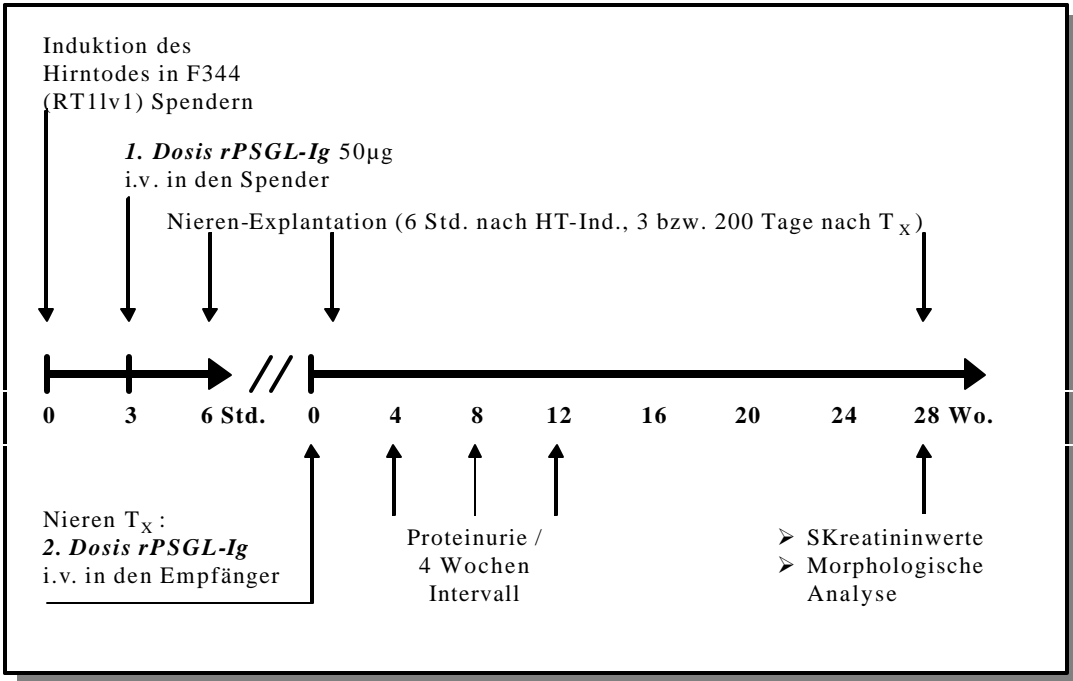 Induktion des
Hirntodes in F344
(RT1lv1) Spendern
1. Dosis rPSGL-Ig 50µg
i.v. in den Spender
Nieren-Explantation (6 Std. nach HT-Ind., 3 bzw. 200 Tage nach TX)
0 3 6 Std. 0 4 8 12 16 20 24 28 Wo.
Nieren TX:
2. Dosis rPSGL-Ig
i.v. in den Empfänger
Proteinurie /
4 Wochen
Intervall
➢ SKreatininwerte
➢ Morphologische
Analyse